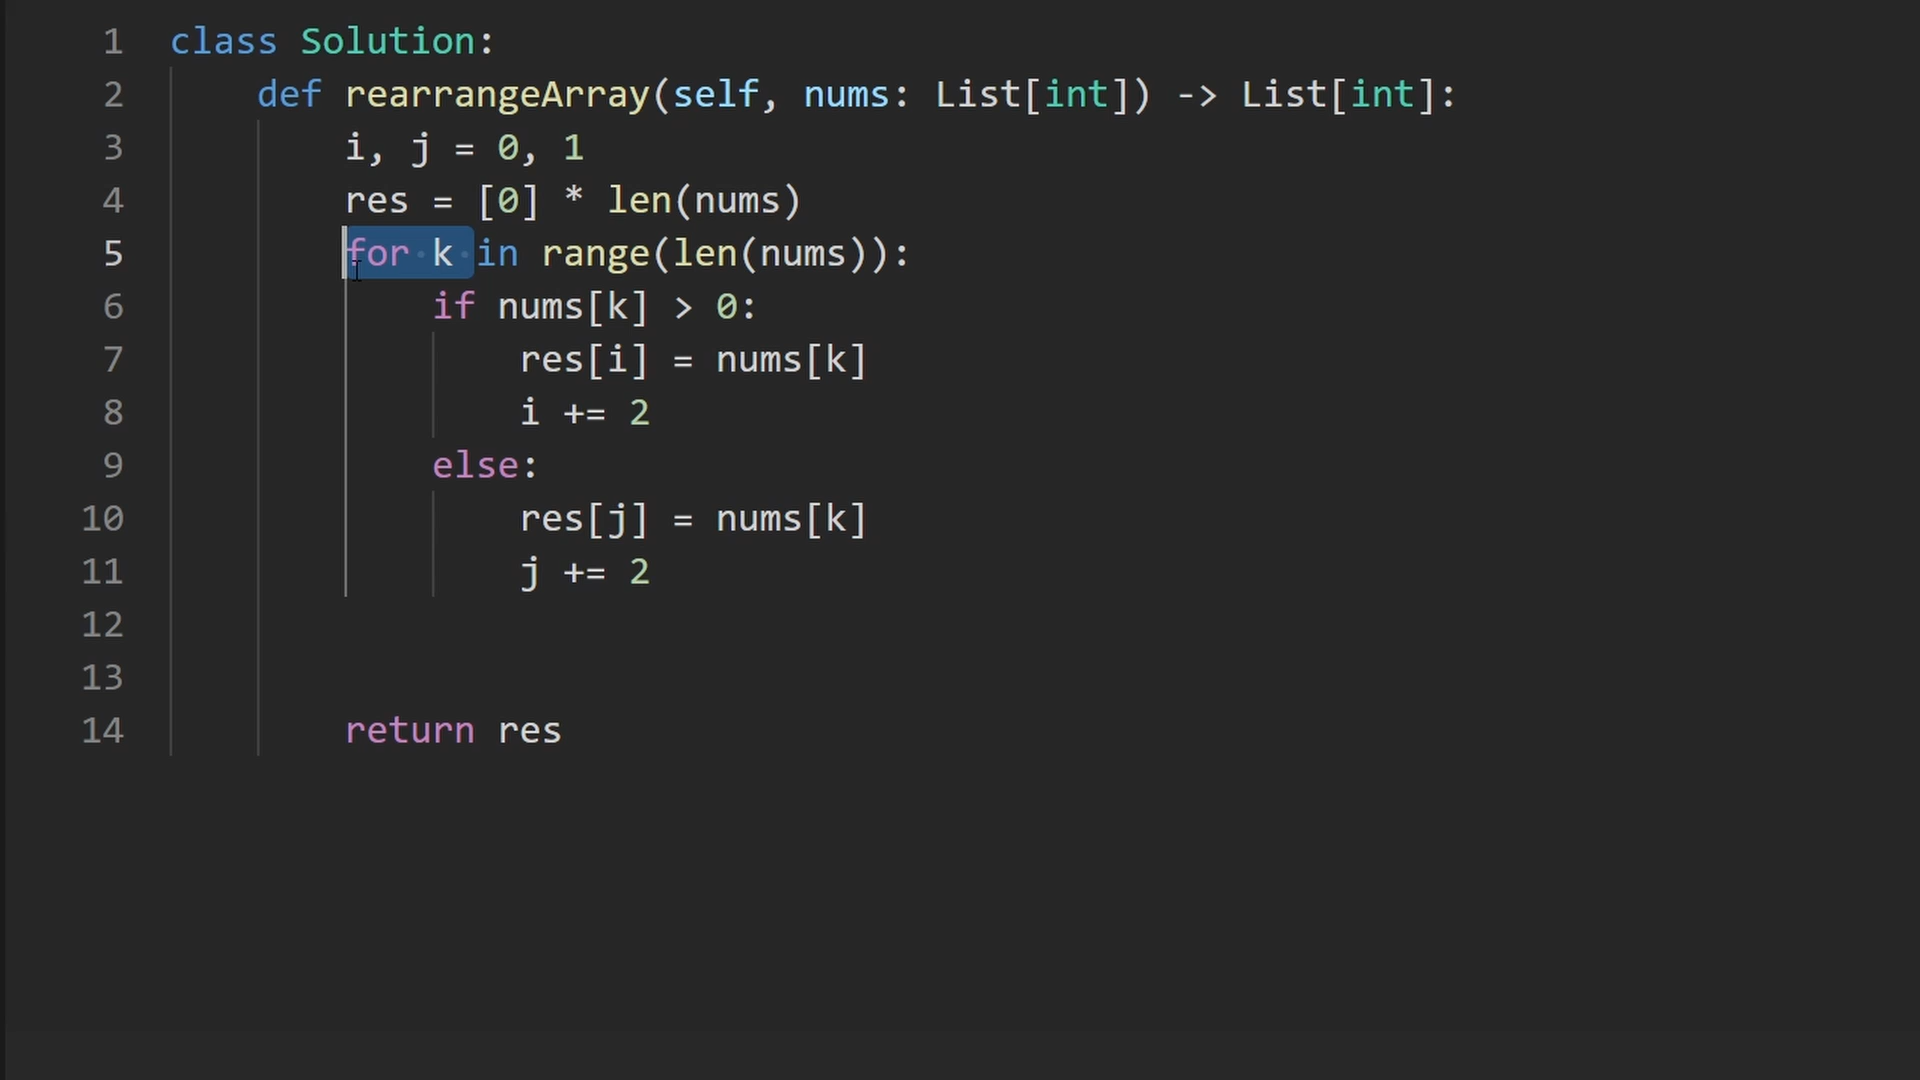 1 class Solution:
2 def rearrangeArray(self, nums: List[int]) -> List[int]:
3 i, j = 0, 1
4 res = [0] * len(nums)
5 for k in range(len(nums)):
6 if nums[k] > 0:
7 res[i] = nums[k]
8 i += 2
9 else:
10 res[j] = nums[k]
11 j += 2
12
13
14 return res